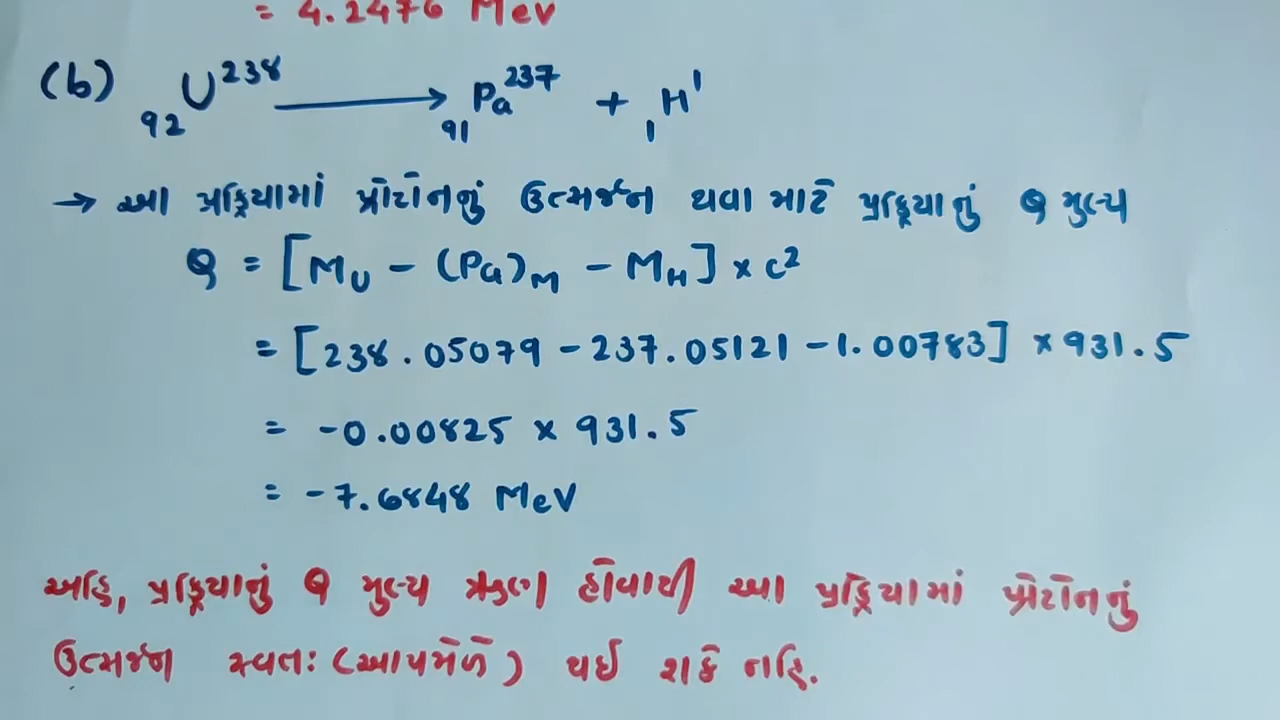 = 4.2476 MeV
(b) ₉₂U²³⁸ ⟶ ₉₁Pa²³⁷ + ₁H¹
→ આ પ્રક્રિયામાં પ્રોટોનનું ઉત્સર્જન થવા માટે પ્રક્રિયાનું Q મુલ્ય
Q = [M_U - (Pa)_M - M_H] × c²
= [238.05079 - 237.05121 - 1.00783] × 931.5
= -0.00825 × 931.5
= -7.6848 MeV
અહિ, પ્રક્રિયાનું Q મુલ્ય ઋણ હોવાથી આ પ્રક્રિયામાં પ્રોટોનનું
ઉત્સર્જન સ્વતઃ (આપમેળે) થઈ શકે નહિ.